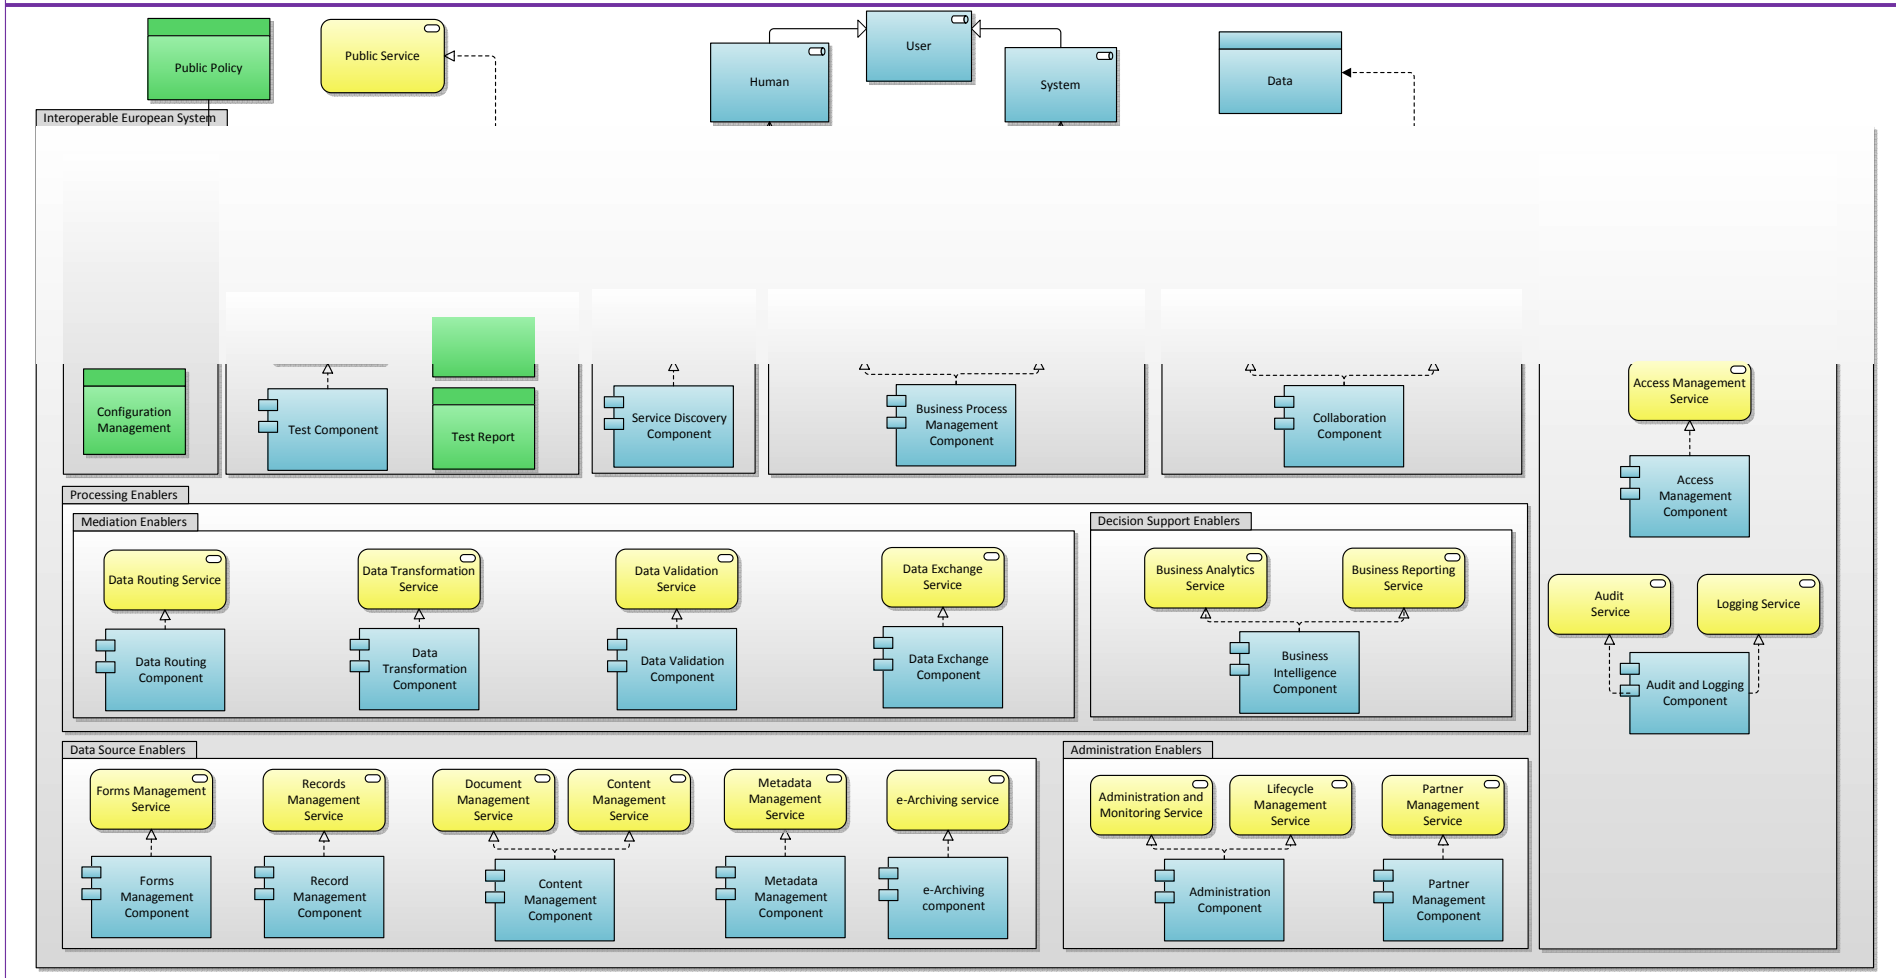 Public Policy
Public Service
User
Human
System
Data
Interoperable European System
Configuration
Management
Test Component
Test Report
Service Discovery
Component
Business Process
Management
Component
Collaboration
Component
Access Management
Service
Access
Management
Component
Audit
Service
Logging Service
Audit and Logging
Component
Processing Enablers
Mediation Enablers
Data Routing Service
Data Transformation
Service
Data Validation
Service
Data Exchange
Service
Data Routing
Component
Data
Transformation
Component
Data Validation
Component
Data Exchange
Component
Decision Support Enablers
Business Analytics
Service
Business Reporting
Service
Business
Intelligence
Component
Data Source Enablers
Forms Management
Service
Records
Management
Service
Document
Management
Service
Content
Management
Service
Metadata
Management
Service
e-Archiving service
Forms
Management
Component
Record
Management
Component
Content
Management
Component
Metadata
Management
Component
e-Archiving
component
Administration Enablers
Administration and
Monitoring Service
Lifecycle
Management
Service
Partner
Management
Service
Administration
Component
Partner
Management
Component